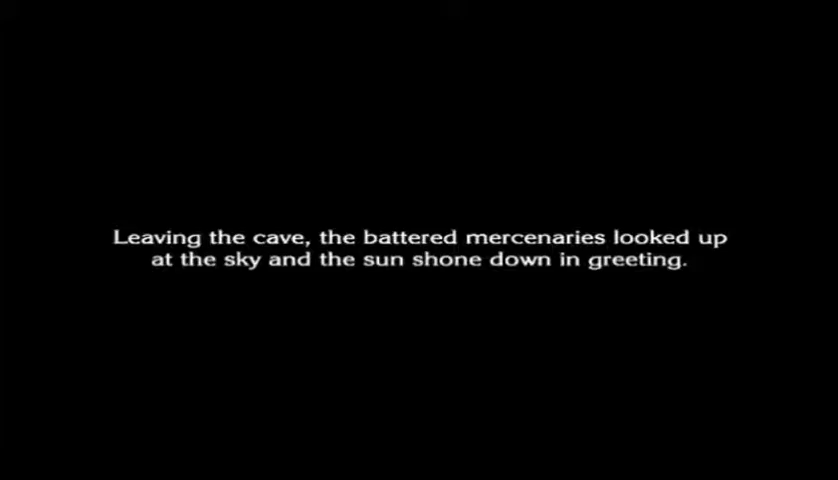 Leaving the cave, the battered mercenaries looked up
at the sky and the sun shone down in greeting.